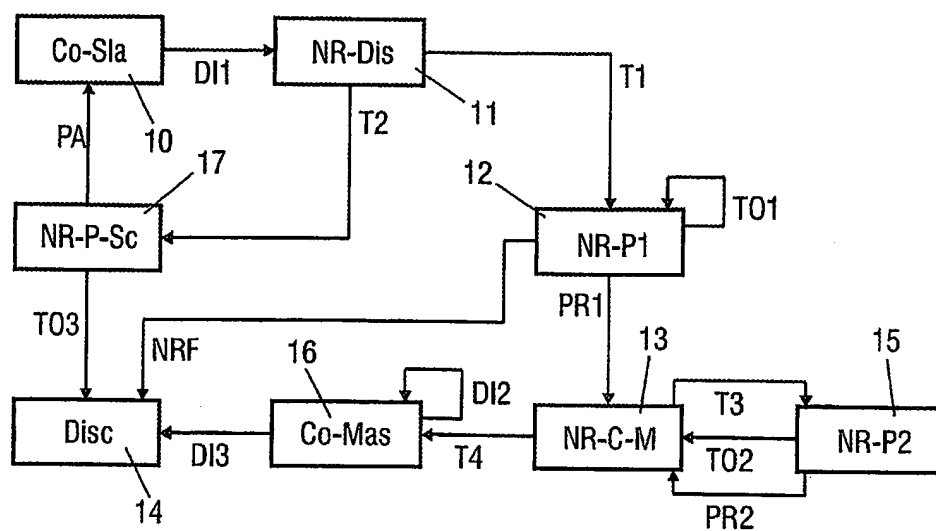 Co-Sla
DI1
NR-Dis
T1
10
11
T2
PA
17
12
NR-P-Sc
NR-P1
TO1
TO3
NRF
PR1
16
13
15
DI2
T3
Disc
DI3
Co-Mas
T4
NR-C-M
TO2
NR-P2
14
PR2